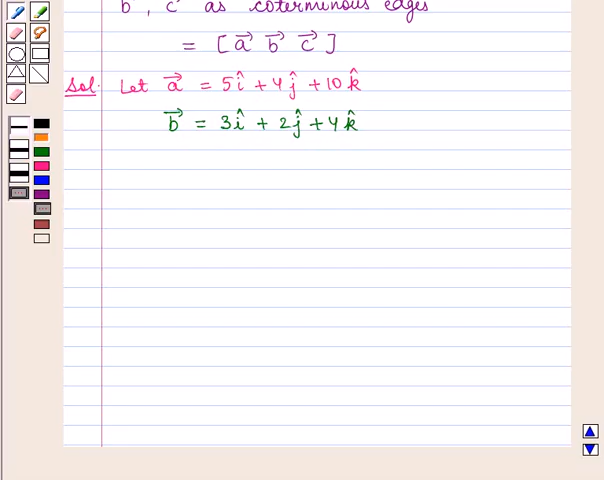 b⃗, c⃗ as coterminous edges
= [a⃗ b⃗ c⃗]
Sol. Let a⃗ = 5î + 4ĵ + 10k̂
b⃗ = 3î + 2ĵ + 4k̂